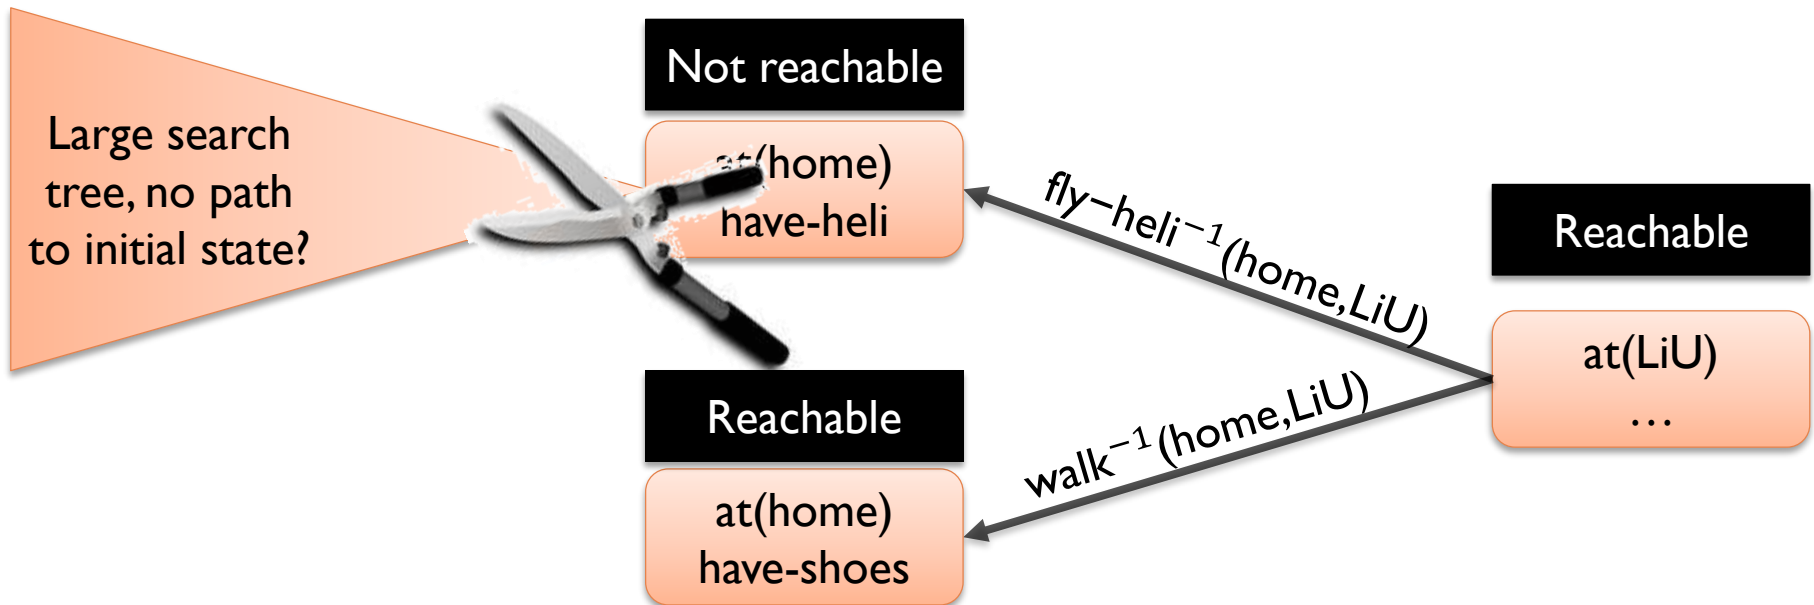 Large search
tree, no path
to initial state?
Not reachable
at(home)
have-heli
fly−heli⁻¹(home,LiU)
Reachable
at(LiU)
…
walk⁻¹(home,LiU)
Reachable
at(home)
have-shoes